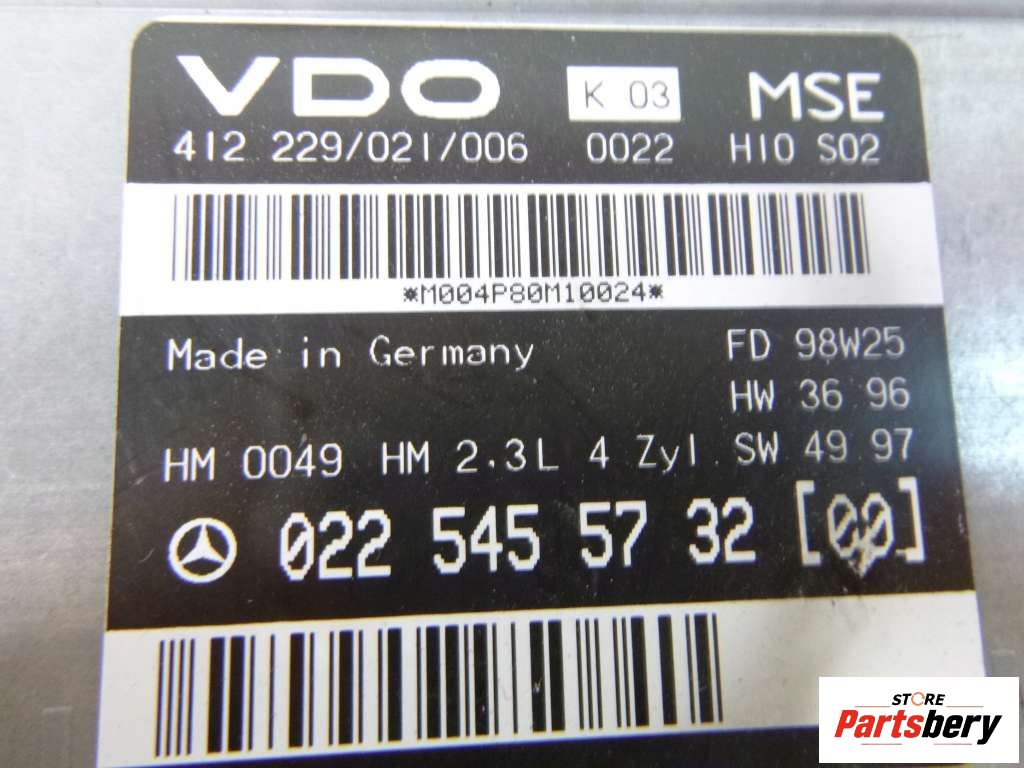 VDO K 03 MSE
412 229/021/006 0022 H10 S02
*M004P80M10024*
Made in Germany FD 98W25
HW 36 96
HM 0049 HM 2.3L 4 Zyl SW 49 97
022 545 57 32 [00]
STORE
Partsbery